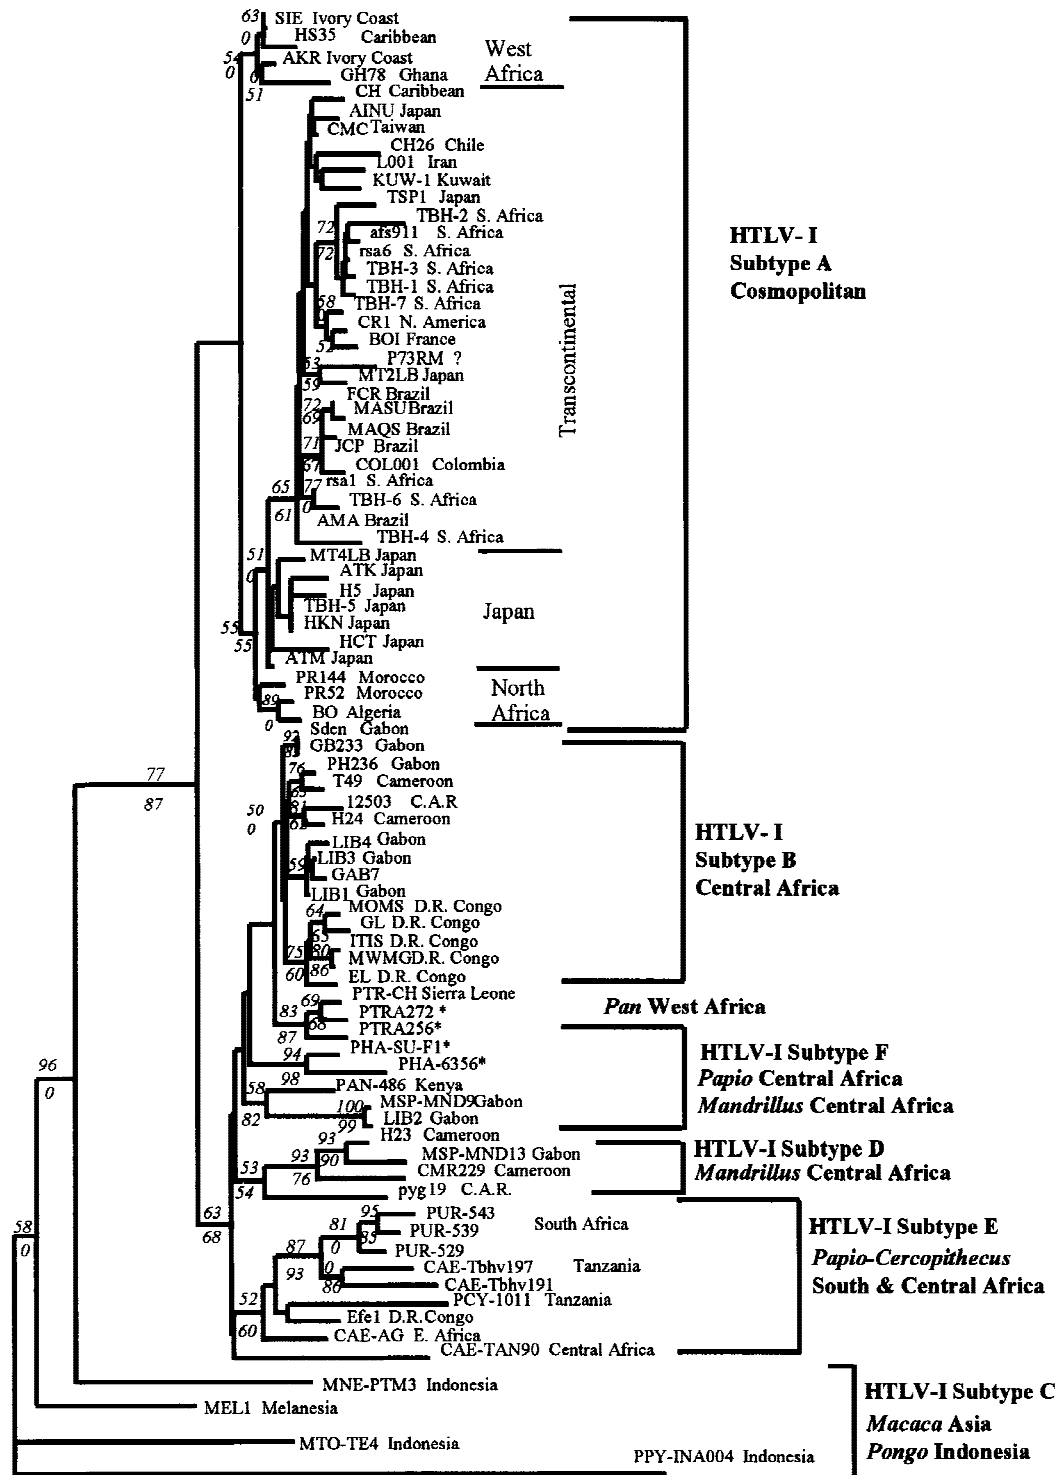 63 SIE Ivory Coast
0 HS35 Caribbean
54 AKR Ivory Coast
0 0 GH78 Ghana
51 CH Caribbean
West
Africa
AINU Japan
CMC Taiwan
CH26 Chile
L001 Iran
KUW-1 Kuwait
TSP1 Japan
TBH-2 S. Africa
72 afs911 S. Africa
72 rsa6 S. Africa
TBH-3 S. Africa
TBH-1 S. Africa
58 TBH-7 S. Africa
0 CR1 N. America
52 BOI France
53 P73RM ?
59 MT2LB Japan
FCR Brazil
72 MASU Brazil
69 MAQS Brazil
71 JCP Brazil
67 COL001 Colombia
65 77 rsa1 S. Africa
61 0 TBH-6 S. Africa
AMA Brazil
TBH-4 S. Africa
Transcontinental
HTLV- I
Subtype A
Cosmopolitan
51 MT4LB Japan
0 ATK Japan
H5 Japan
TBH-5 Japan
HKN Japan
55 HCT Japan
55 ATM Japan
Japan
PR144 Morocco
89 PR52 Morocco
0 BO Algeria
North
Africa
Sden Gabon
92 GB233 Gabon
PH236 Gabon
76 T49 Cameroon
63 12503 C.A.R
81 H24 Cameroon
62
50
0
LIB4 Gabon
LIB3 Gabon
59 GAB7
LIB1 Gabon
MOMS D.R. Congo
64 GL D.R. Congo
65 ITIS D.R. Congo
75 80 MWMG D.R. Congo
60 86 EL D.R. Congo
HTLV- I
Subtype B
Central Africa
77
87
PTR-CH Sierra Leone
69 PTRA272 *
83 68 PTRA256*
87
Pan West Africa
PHA-SU-F1*
94 PHA-6356*
98
PAN-486 Kenya
58 MSP-MND9 Gabon
82 100 LIB2 Gabon
99
HTLV-I Subtype F
Papio Central Africa
Mandrillus Central Africa
96
0
H23 Cameroon
93 MSP-MND13 Gabon
93 90 CMR229 Cameroon
76
53 pyg19 C.A.R.
54
HTLV-I Subtype D
Mandrillus Central Africa
63
68
95 PUR-543
81 PUR-539 South Africa
0 85 PUR-529
87 0 CAE-Tbhv197 Tanzania
93 86 CAE-Tbhv191
PCY-1011 Tanzania
52 Efe1 D.R.Congo
60 CAE-AG E. Africa
CAE-TAN90 Central Africa
HTLV-I Subtype E
Papio-Cercopithecus
South & Central Africa
58
0
MNE-PTM3 Indonesia
MEL1 Melanesia
MTO-TE4 Indonesia
PPY-INA004 Indonesia
HTLV-I Subtype C
Macaca Asia
Pongo Indonesia